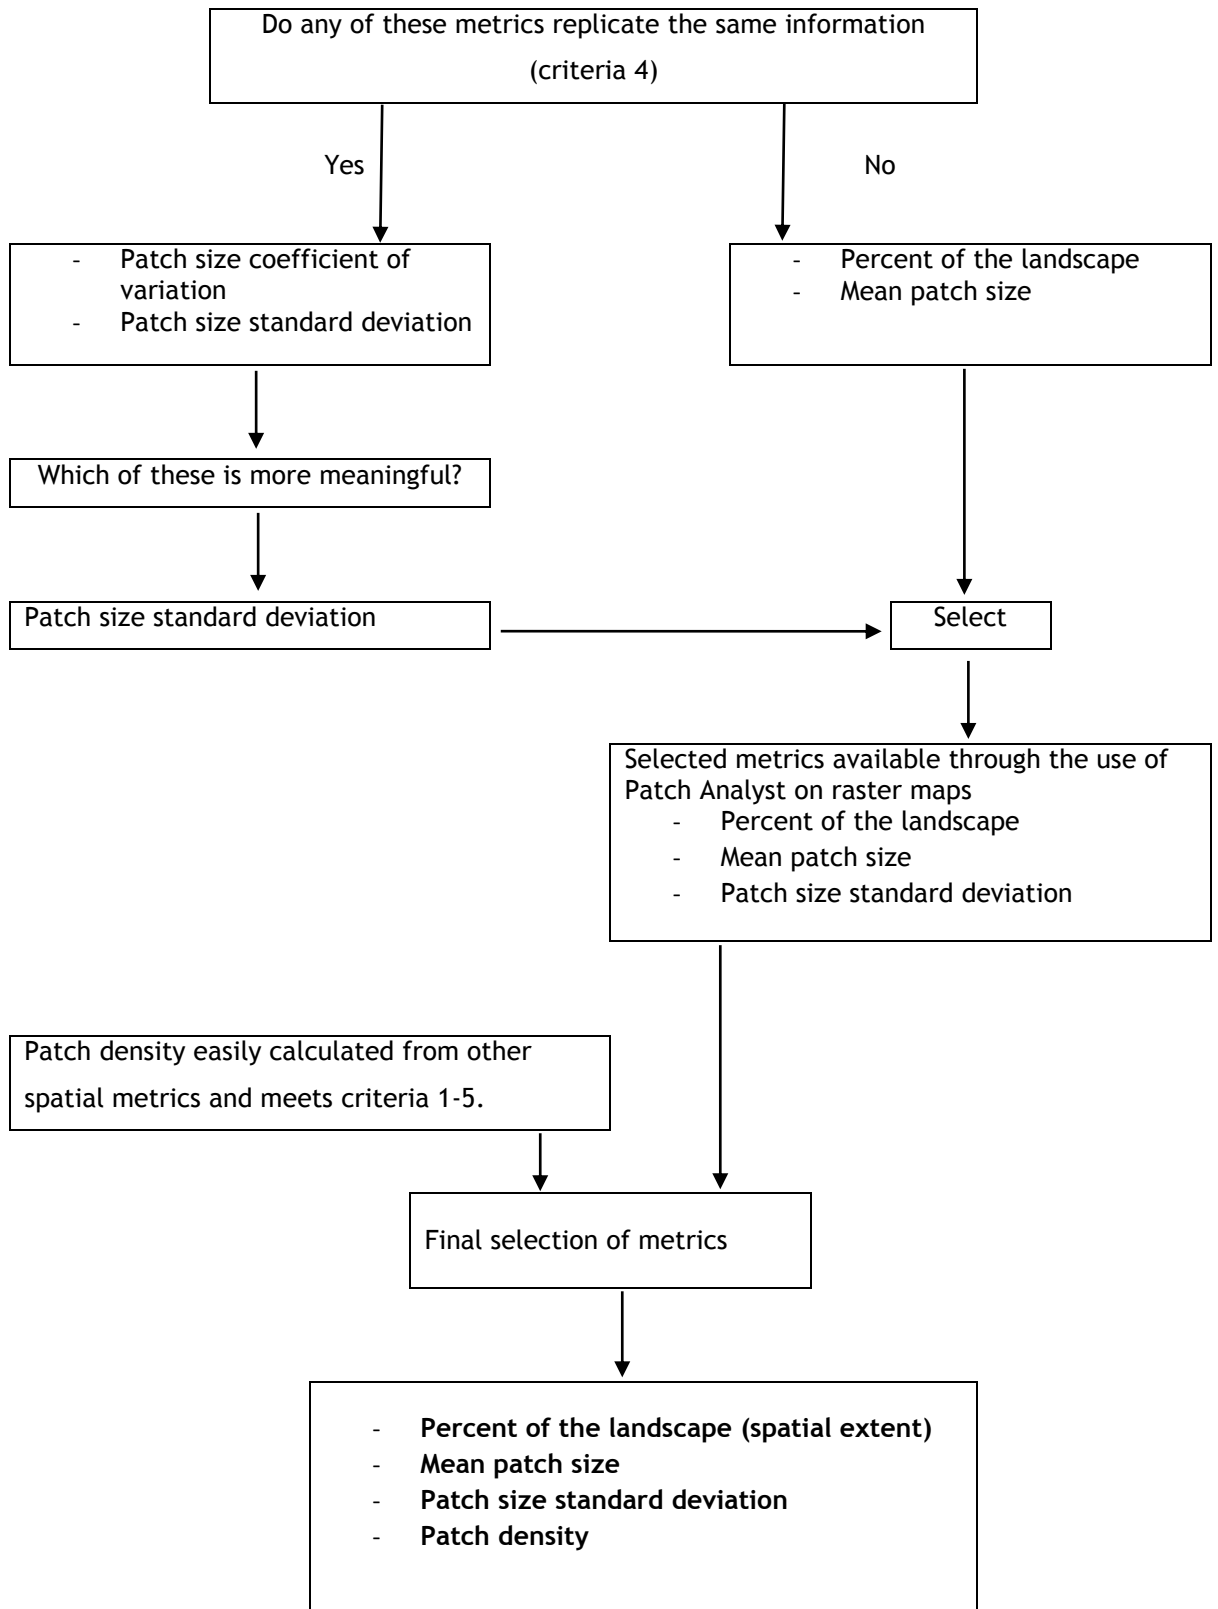 Do any of these metrics replicate the same information
(criteria 4)
Yes
No
- Patch size coefficient of
variation
- Patch size standard deviation
- Percent of the landscape
- Mean patch size
Which of these is more meaningful?
Patch size standard deviation
Select
Selected metrics available through the use of
Patch Analyst on raster maps
- Percent of the landscape
- Mean patch size
- Patch size standard deviation
Patch density easily calculated from other
spatial metrics and meets criteria 1-5.
Final selection of metrics
- Percent of the landscape (spatial extent)
- Mean patch size
- Patch size standard deviation
- Patch density